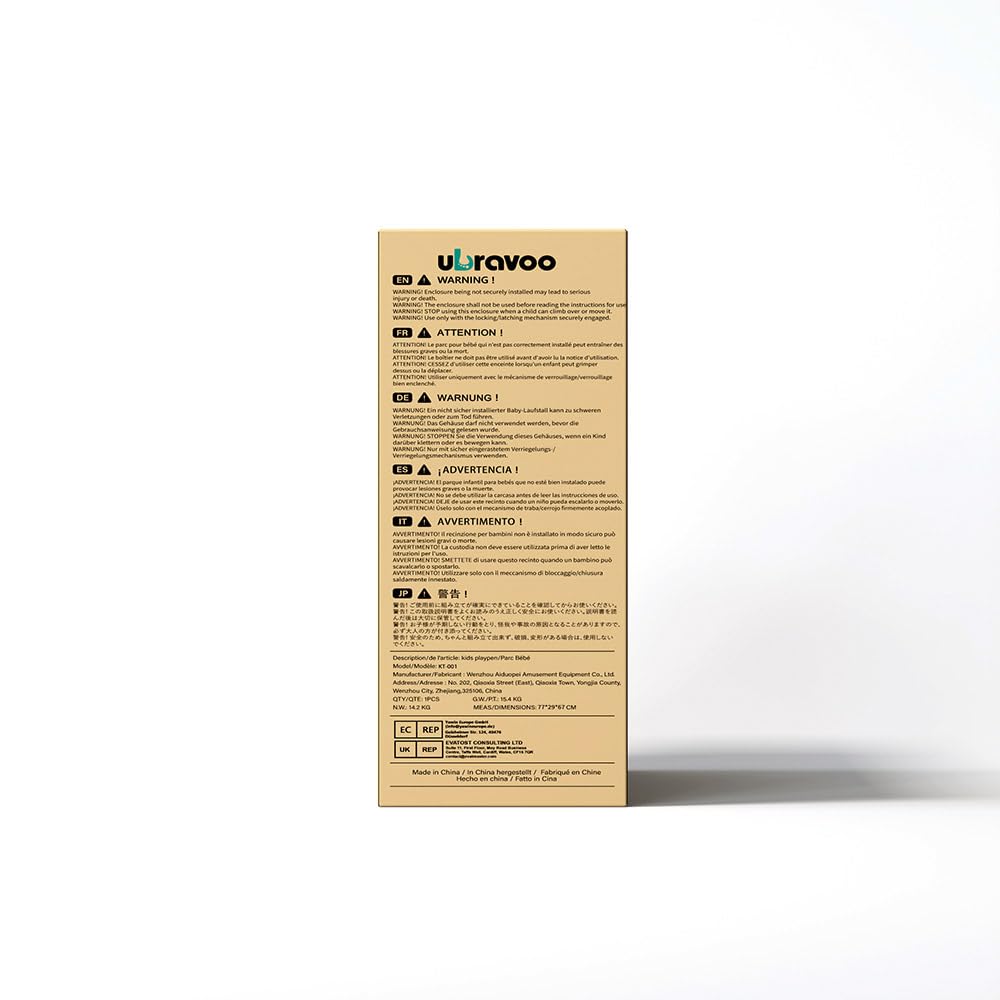 ubravoo
EN WARNING !
WARNING! Enclosure being not securely installed may lead to serious
injury or death.
WARNING! The enclosure shall not be used before reading the instructions for use
WARNING! STOP using this enclosure when a child can climb over or move it.
WARNING! Use only with the locking/latching mechanism securely engaged.
FR ATTENTION !
ATTENTION! Le parc pour bébé qui n'est pas correctement installé peut entraîner des
blessures graves ou la mort.
ATTENTION! Le boîtier ne doit pas être utilisé avant d'avoir lu la notice d'utilisation.
ATTENTION! CESSEZ d'utiliser cette enceinte lorsqu'un enfant peut grimper
dessus ou la déplacer.
ATTENTION! Utiliser uniquement avec le mécanisme de verrouillage/verrouillage
bien enclenché.
DE WARNUNG !
WARNUNG! Ein nicht sicher installierter Baby-Laufstall kann zu schweren
Verletzungen oder zum Tod führen.
WARNUNG! Das Gehäuse darf nicht verwendet werden, bevor die
Gebrauchsanweisung gelesen wurde.
WARNUNG! STOPPEN Sie die Verwendung dieses Gehäuses, wenn ein Kind
darüber klettern oder es bewegen kann.
WARNUNG! Nur mit sicher eingerastetem Verriegelungs-/
Verriegelungsmechanismus verwenden.
ES ¡ADVERTENCIA !
¡ADVERTENCIA! El parque infantil para bebés que no esté bien instalado puede
provocar lesiones graves o la muerte.
¡ADVERTENCIA! No se debe utilizar la carcasa antes de leer las instrucciones de uso.
¡ADVERTENCIA! DEJE de usar este recinto cuando un niño pueda escalarlo o moverlo.
¡ADVERTENCIA! Úselo solo con el mecanismo de traba/cerrojo firmemente acoplado.
IT AVVERTIMENTO !
AVVERTIMENTO! Il recinzione per bambini non è installato in modo sicuro può
causare lesioni gravi o morte.
AVVERTIMENTO! La custodia non deve essere utilizzata prima di aver letto le
istruzioni per l'uso.
AVVERTIMENTO! SMETTETE di usare questo recinto quando un bambino può
scavalcarlo o spostarlo.
AVVERTIMENTO! Utilizzare solo con il meccanismo di bloccaggio/chiusura
saldamente innestato.
JP 警告 !
警告! ご使用前に組み立てが確実にできていることを確認してからお使いください。
警告! この取扱説明書をよくお読みのうえ正しく安全にお使いください。説明書を読
んだ後は大切に保管してください。
警告! お子様が予期しない行動をとり、怪我や事故の原因となることがありますので、
必ず大人の方が付き添ってください。
警告! 安全のため、ちゃんと組み立て出来ず、破損、変形がある場合は、使用しない
でください。
Description/de l'article: kids playpen/Parc Bébé
Model/Modèle: KT-001
Manufacturer/Fabricant : Wenzhou Aiduopei Amusement Equipment Co., Ltd.
Address/Adresse : No. 202, Qiaoxia Street (East), Qiaoxia Town, Yongjia County,
Wenzhou City, Zhejiang,325106, China
QTY/QTE: 1PCS G.W./P.T.: 15.4 KG
N.W.: 14.2 KG MEAS/DIMENSIONS: 77*29*67 CM
EC REP
GmbH
Düsseldorf
UK REP
EVATOST CONSULTING LTD
Suite 11, First Floor, Moy Road Business
Centre, Taffs Well, Cardiff, Wales, CF15 7QR
contact@evatmaster.com
Made in China / In China hergestellt / Fabriqué en Chine
Hecho en china / Fatto in Cina